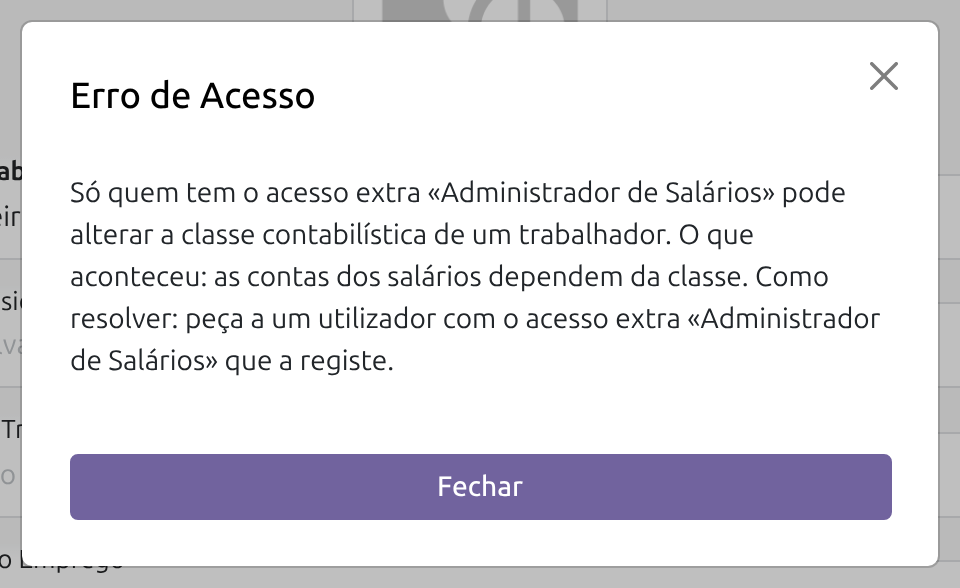 Erro de Acesso
Só quem tem o acesso extra «Administrador de Salários» pode
alterar a classe contabilística de um trabalhador. O que
aconteceu: as contas dos salários dependem da classe. Como
resolver: peça a um utilizador com o acesso extra «Administrador
de Salários» que a registe.
Fechar